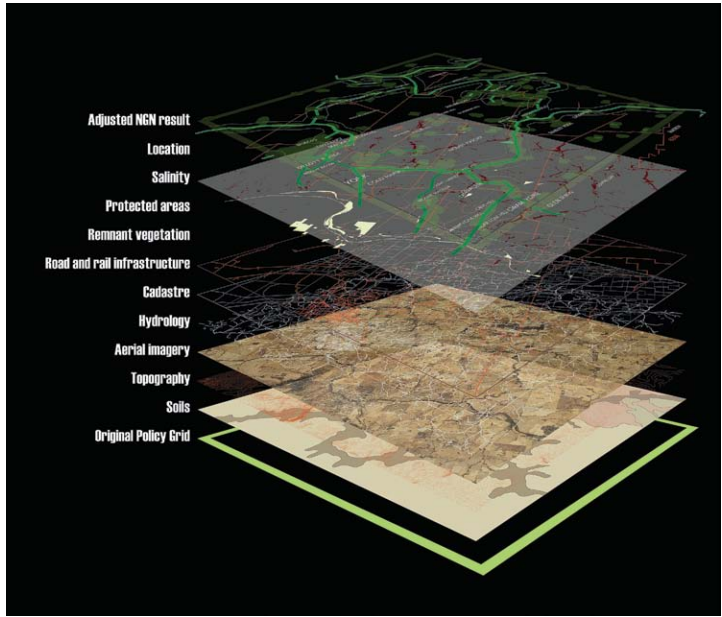 Adjusted NGN result
Location
Salinity
Protected areas
Remnant vegetation
Road and rail infrastructure
Cadastre
Hydrology
Aerial imagery
Topography
Soils
Original Policy Grid